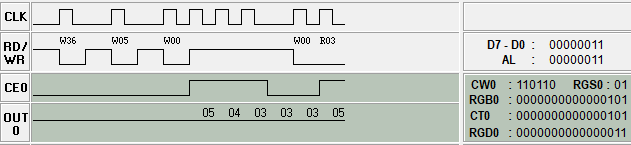 CLK
RD/ WR
W36 W05 W00 W00 R03
CE0
OUT 0
05 04 03 03 03 05
D7 - D0 : 00000011
AL : 00000011
CW0 : 110110 RGS0 : 01
RGB0 : 0000000000000101
CT0 : 0000000000000101
RGD0 : 0000000000000011